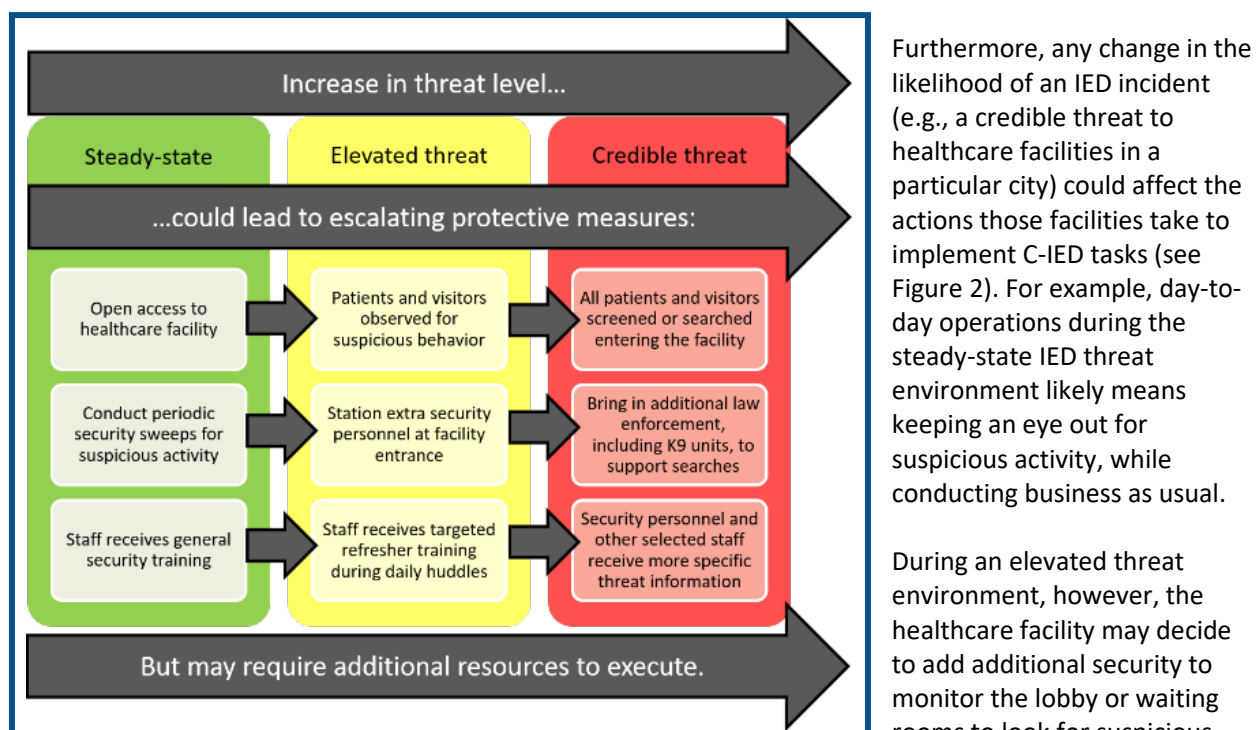 Increase in threat level...
Steady-state
Elevated threat
Credible threat
...could lead to escalating protective measures:
Open access to
healthcare facility
Patients and visitors
observed for
suspicious behavior
All patients and visitors
screened or searched
entering the facility
Conduct periodic
security sweeps for
suspicious activity
Station extra security
personnel at facility
entrance
Bring in additional law
enforcement,
including K9 units, to
support searches
Staff receives general
security training
Staff receives targeted
refresher training
during daily huddles
Security personnel and
other selected staff
receive more specific
threat information
But may require additional resources to execute.
Furthermore, any change in the
likelihood of an IED incident
(e.g., a credible threat to
healthcare facilities in a
particular city) could affect the
actions those facilities take to
implement C-IED tasks (see
Figure 2). For example, day-to-
day operations during the
steady-state IED threat
environment likely means
keeping an eye out for
suspicious activity, while
conducting business as usual.
During an elevated threat
environment, however, the
healthcare facility may decide
to add additional security to
monitor the lobby or waiting
rooms to look for suspicious